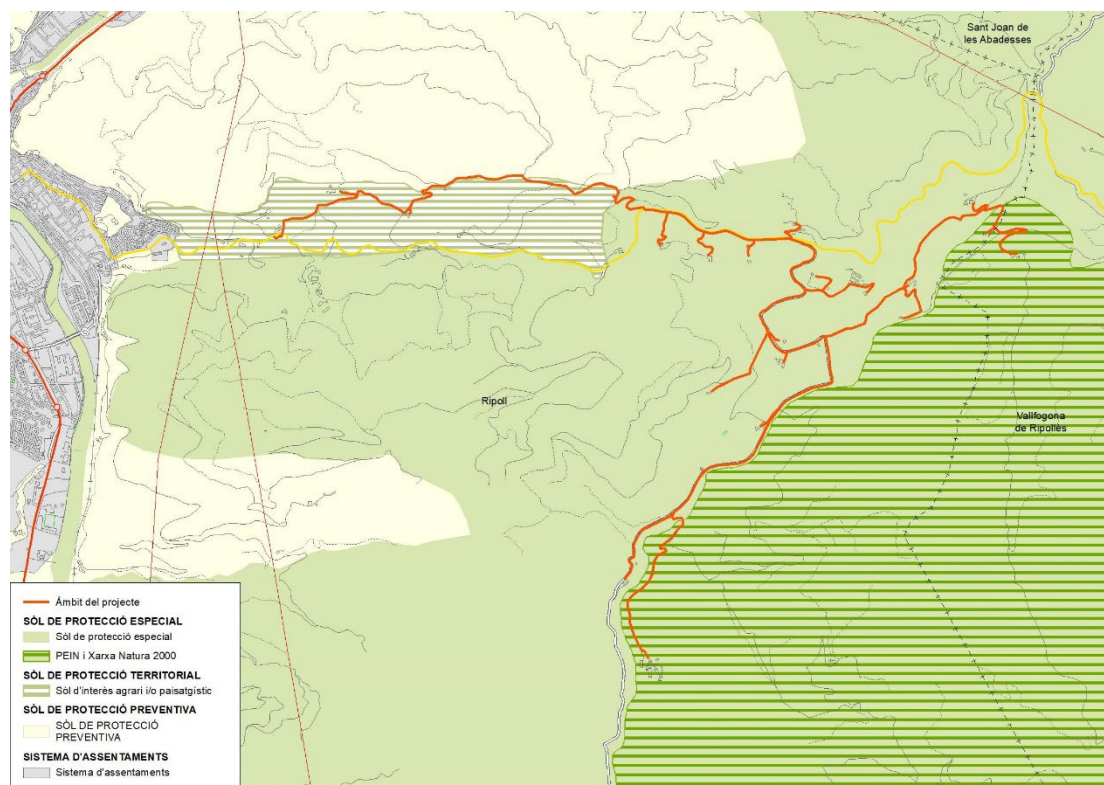 Sant Joan de
les Abadesses
Ripoll
Vallfogona
de Ripollès
Àmbit del projecte
SÒL DE PROTECCIÓ ESPECIAL
Sòl de protecció especial
PEIN i Xarxa Natura 2000
SÒL DE PROTECCIÓ TERRITORIAL
Sòl d'interès agrari i/o paisatgístic
SÒL DE PROTECCIÓ PREVENTIVA
SÒL DE PROTECCIÓ
PREVENTIVA
SISTEMA D'ASSENTAMENTS
Sistema d'assentaments